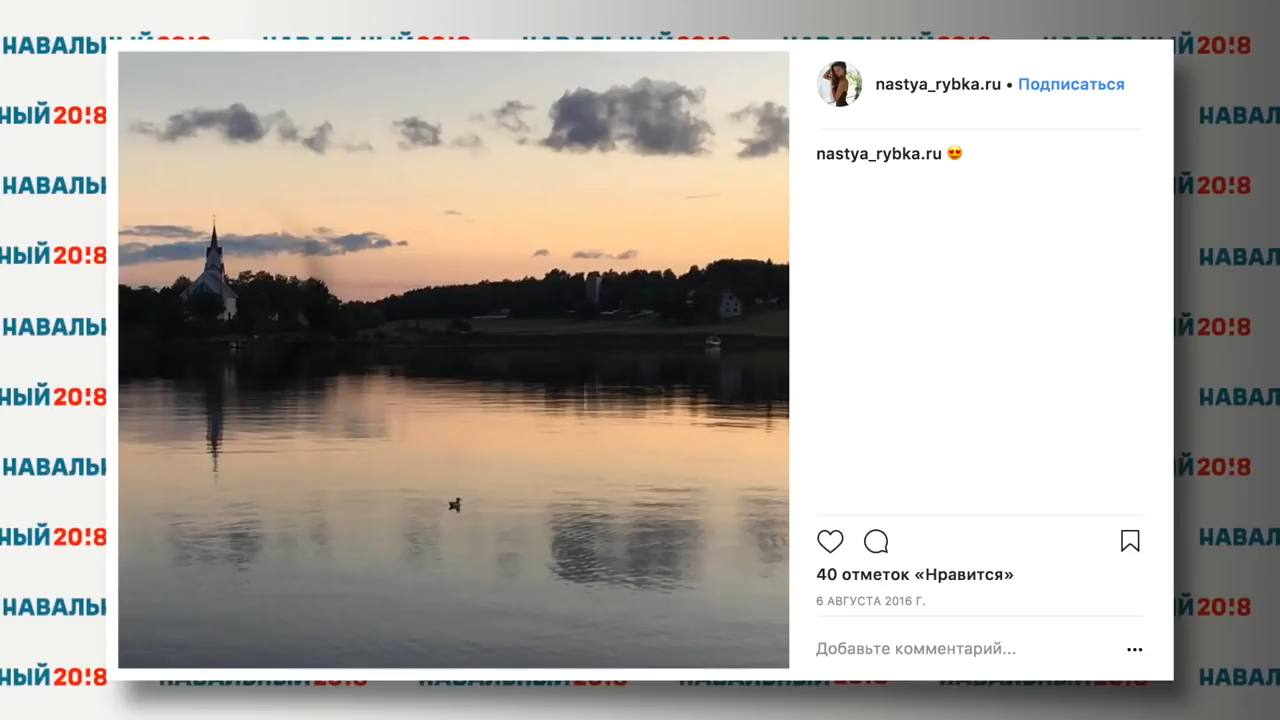 НАВАЛЬНЫЙ 20!8
nastya_rybka.ru • Подписаться
nastya_rybka.ru 😍
40 отметок «Нравится»
6 АВГУСТА 2016 Г.
Добавьте комментарий...